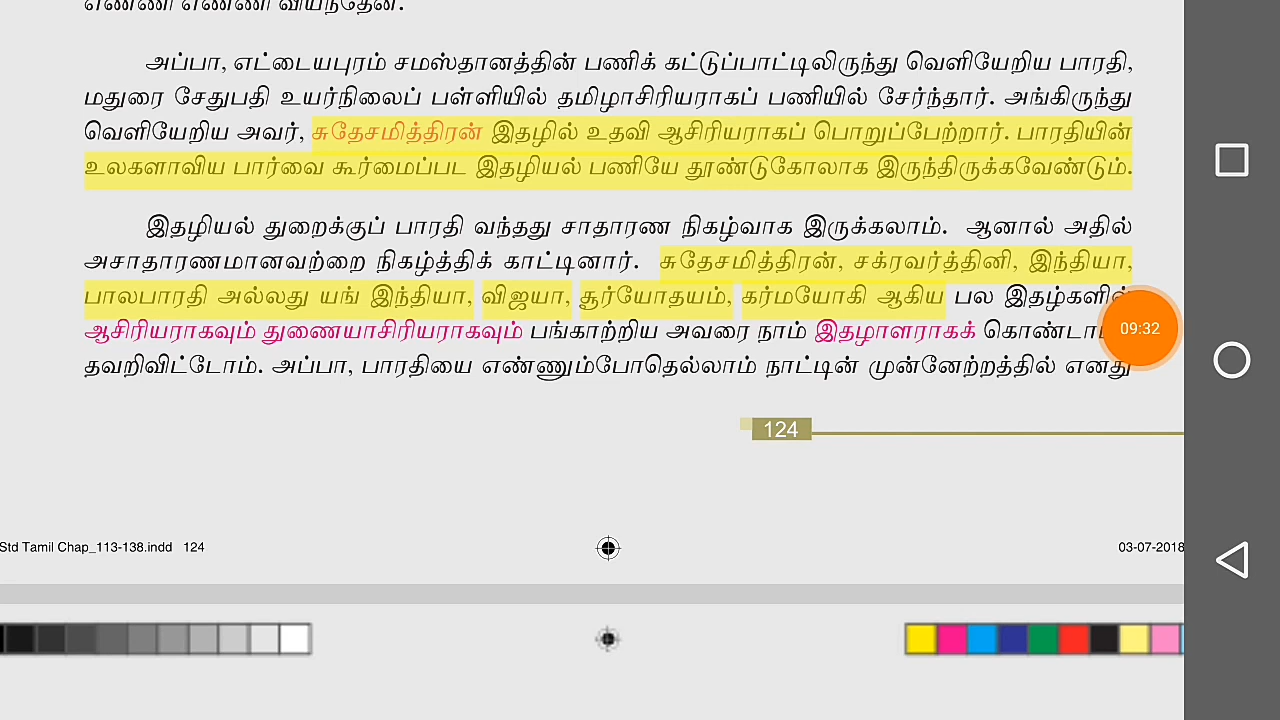 எண்ணி எண்ணி வியந்தேன்.
அப்பா, எட்டையபுரம் சமஸ்தானத்தின் பணிக் கட்டுப்பாட்டிலிருந்து வெளியேறிய பாரதி,
மதுரை சேதுபதி உயர்நிலைப் பள்ளியில் தமிழாசிரியராகப் பணியில் சேர்ந்தார். அங்கிருந்து
வெளியேறிய அவர், சுதேசமித்திரன் இதழில் உதவி ஆசிரியராகப் பொறுப்பேற்றார். பாரதியின்
உலகளாவிய பார்வை கூர்மைப்பட இதழியல் பணியே தூண்டுகோலாக இருந்திருக்கவேண்டும்.
இதழியல் துறைக்குப் பாரதி வந்தது சாதாரண நிகழ்வாக இருக்கலாம். ஆனால் அதில்
அசாதாரணமானவற்றை நிகழ்த்திக் காட்டினார். சுதேசமித்திரன், சக்ரவர்த்தினி, இந்தியா,
பாலபாரதி அல்லது யங் இந்தியா, விஜயா, சூர்யோதயம், கர்மயோகி ஆகிய பல இதழ்களில்
ஆசிரியராகவும் துணையாசிரியராகவும் பங்காற்றிய அவரை நாம் இதழாளராகக்
தவறிவிட்டோம். அப்பா, பாரதியை எண்ணும்போதெல்லாம் நாட்டின் முன்னேற்றத்தில் எனது
09:32
124
Std Tamil Chap_113-138.indd 124
03-07-2018